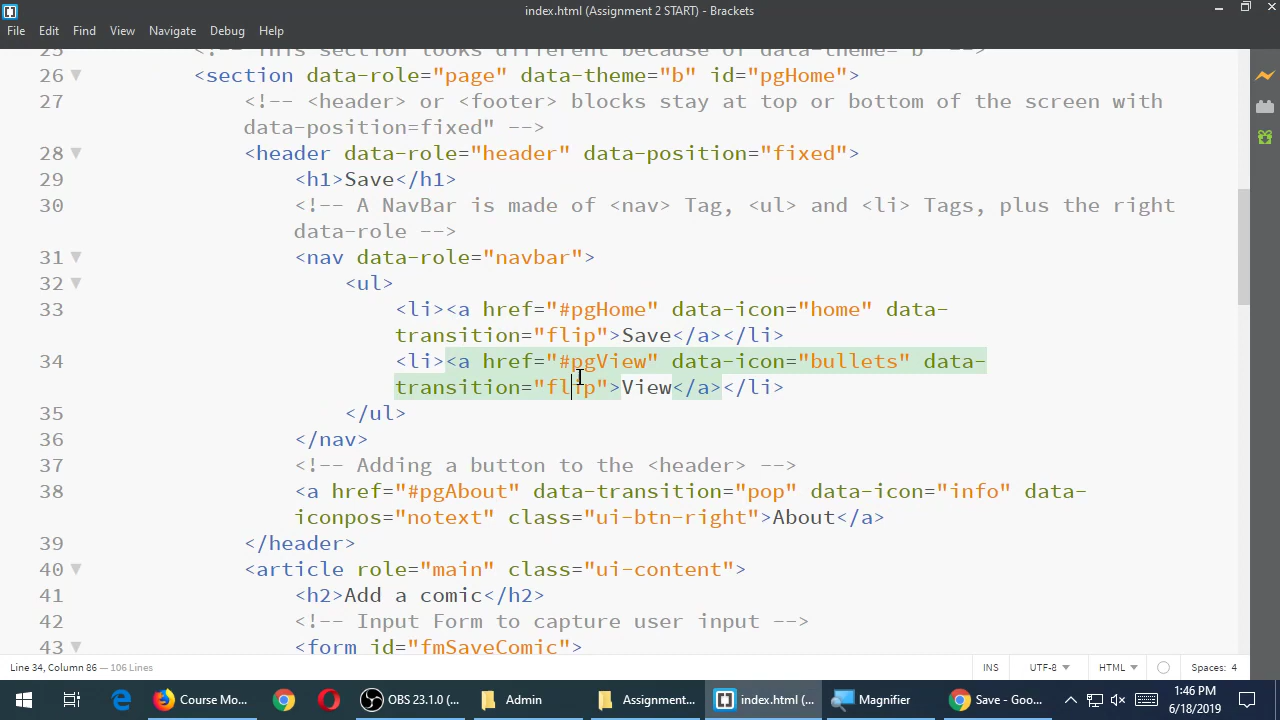 index.html (Assignment 2 START) - Brackets
File Edit Find View Navigate Debug Help
25 <!-- This section looks different because of data-theme="b" -->
26 <section data-role="page" data-theme="b" id="pgHome">
27 <!-- <header> or <footer> blocks stay at top or bottom of the screen with
data-position=fixed" -->
28 <header data-role="header" data-position="fixed">
29 <h1>Save</h1>
30 <!-- A NavBar is made of <nav> Tag, <ul> and <li> Tags, plus the right
data-role -->
31 <nav data-role="navbar">
32 <ul>
33 <li><a href="#pgHome" data-icon="home" data-
transition="flip">Save</a></li>
34 <li><a href="#pgView" data-icon="bullets" data-
transition="flip">View</a></li>
35 </ul>
36 </nav>
37 <!-- Adding a button to the <header> -->
38 <a href="#pgAbout" data-transition="pop" data-icon="info" data-
iconpos="notext" class="ui-btn-right">About</a>
39 </header>
40 <article role="main" class="ui-content">
41 <h2>Add a comic</h2>
42 <!-- Input Form to capture user input -->
43 <form id="fmSaveComic">
Line 34, Column 86 — 106 Lines INS UTF-8 HTML Spaces: 4
Course Mo... OBS 23.1.0 (... Admin Assignment... index.html (... Magnifier Save - Goo... 1:46 PM
6/18/2019